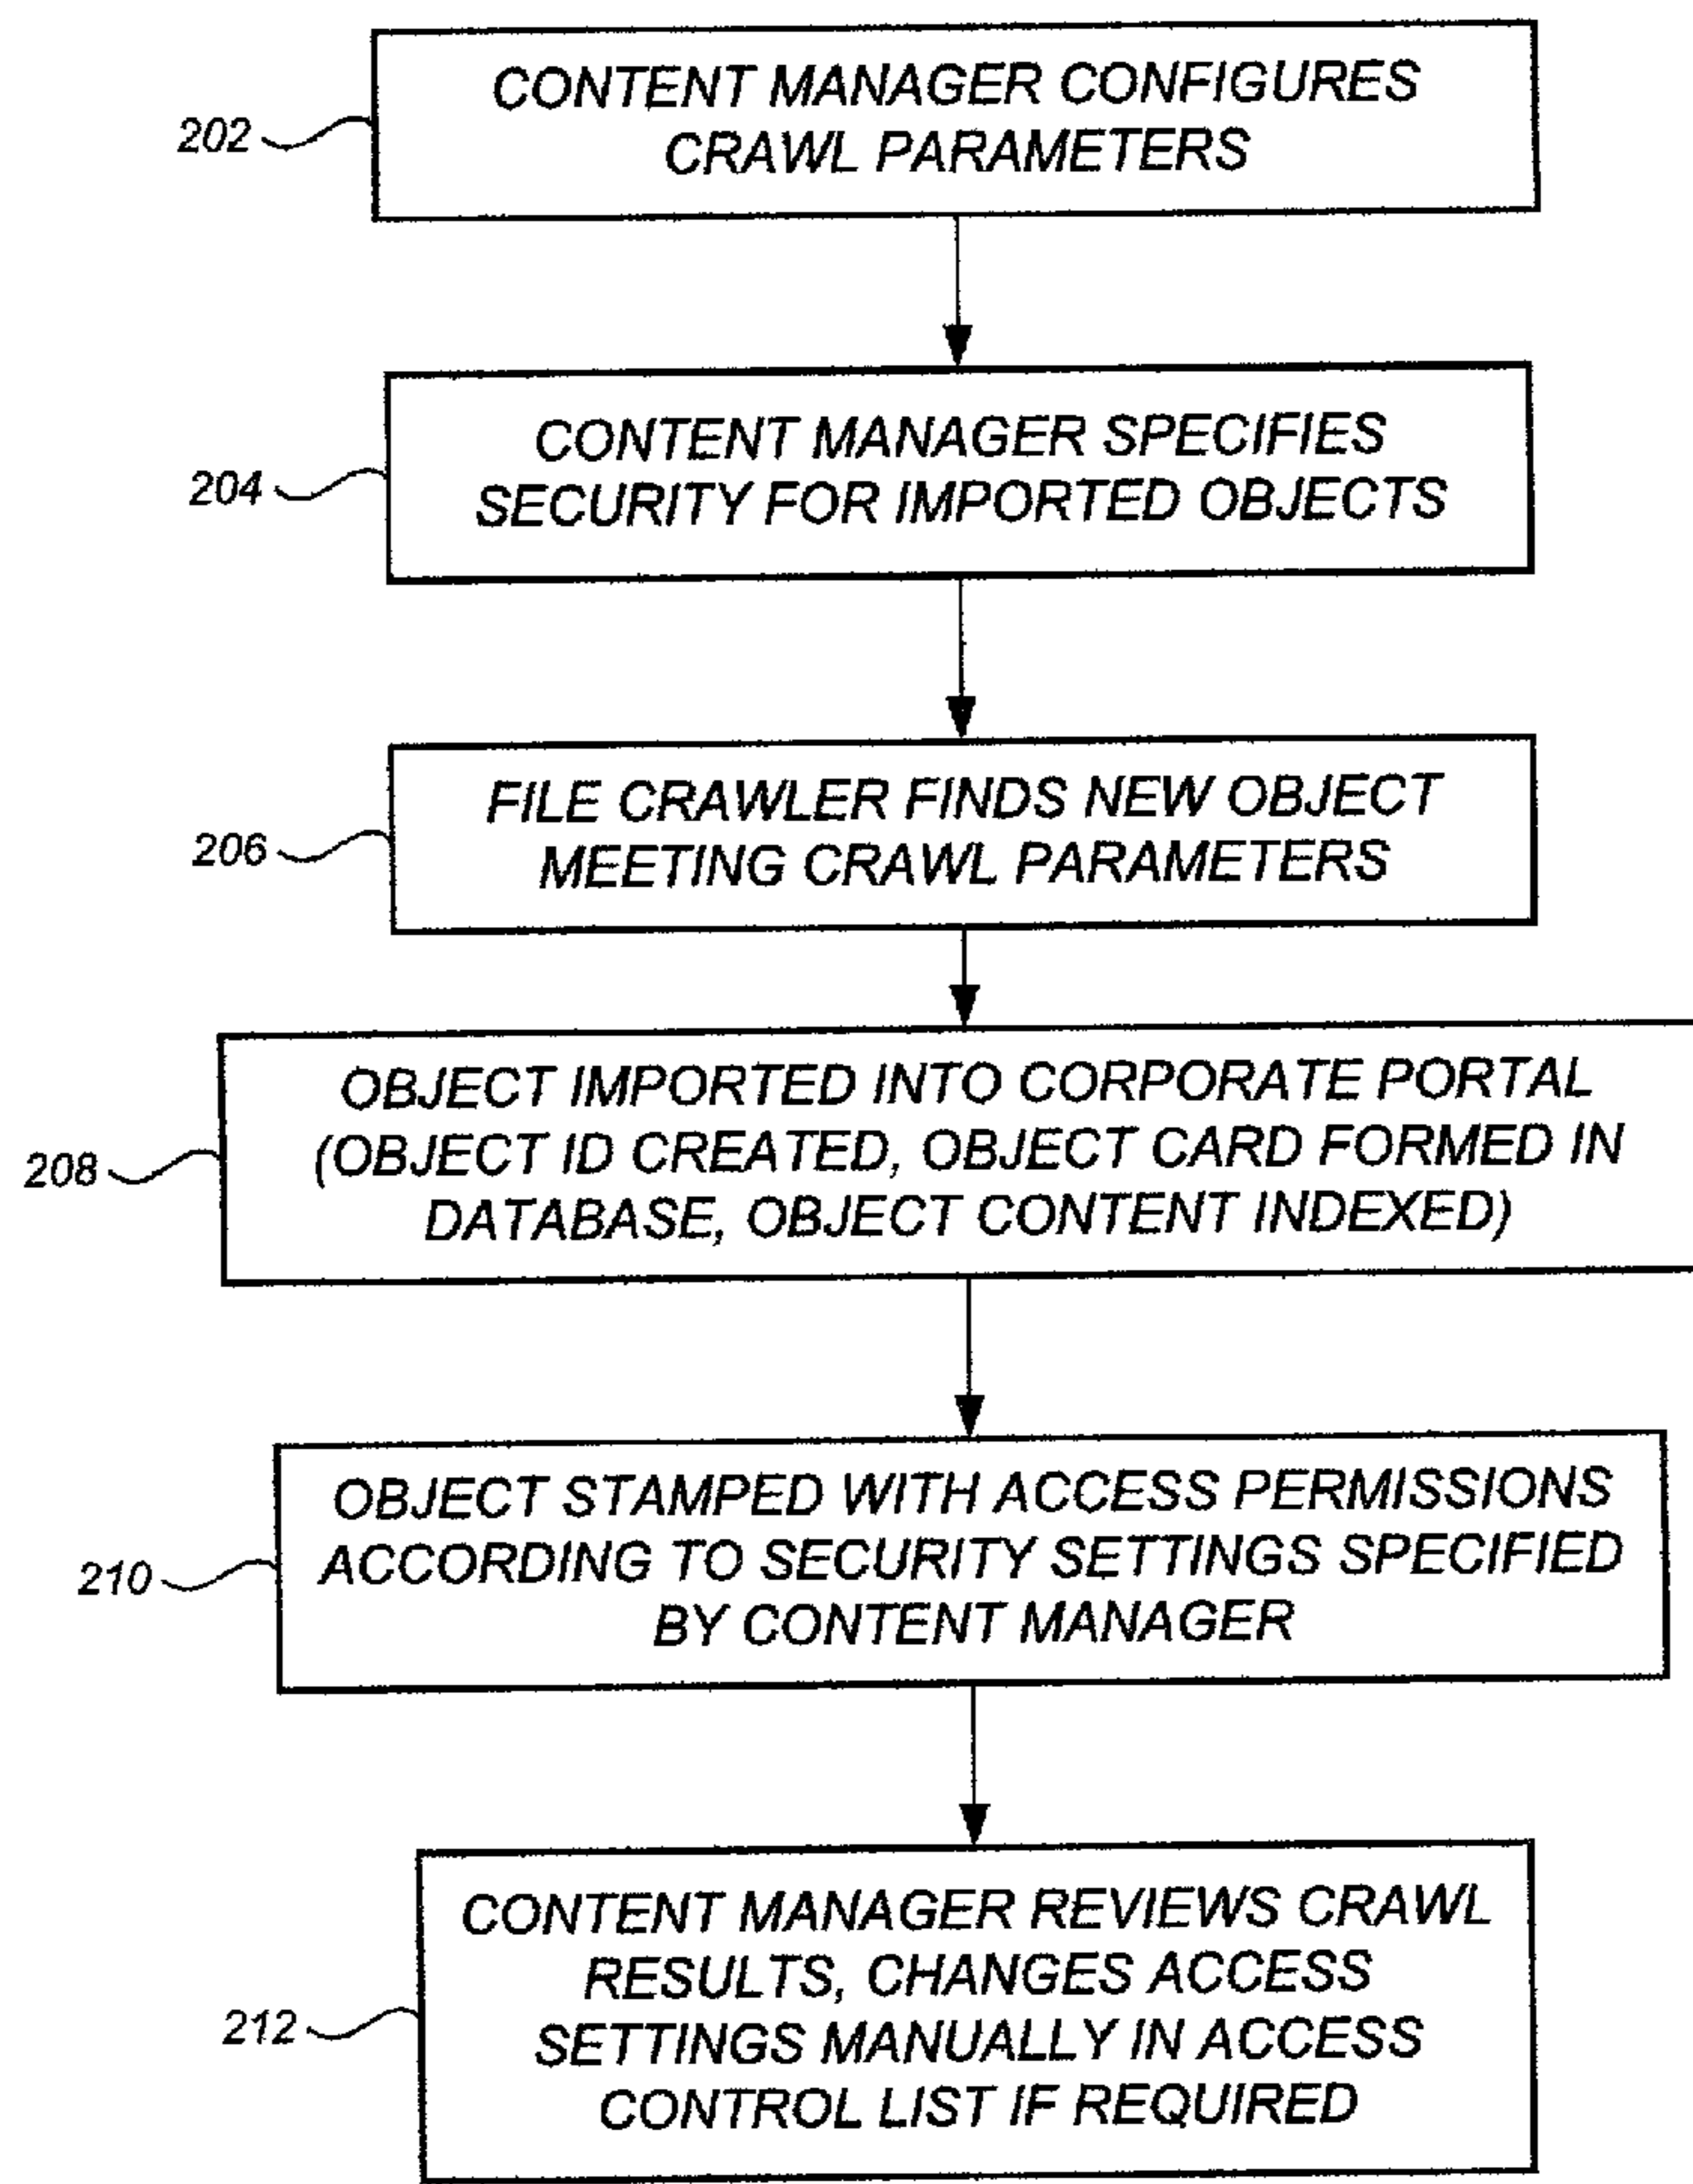 202
CONTENT MANAGER CONFIGURES
CRAWL PARAMETERS
204
CONTENT MANAGER SPECIFIES
SECURITY FOR IMPORTED OBJECTS
206
FILE CRAWLER FINDS NEW OBJECT
MEETING CRAWL PARAMETERS
208
OBJECT IMPORTED INTO CORPORATE PORTAL
(OBJECT ID CREATED, OBJECT CARD FORMED IN
DATABASE, OBJECT CONTENT INDEXED)
210
OBJECT STAMPED WITH ACCESS PERMISSIONS
ACCORDING TO SECURITY SETTINGS SPECIFIED
BY CONTENT MANAGER
212
CONTENT MANAGER REVIEWS CRAWL
RESULTS, CHANGES ACCESS
SETTINGS MANUALLY IN ACCESS
CONTROL LIST IF REQUIRED